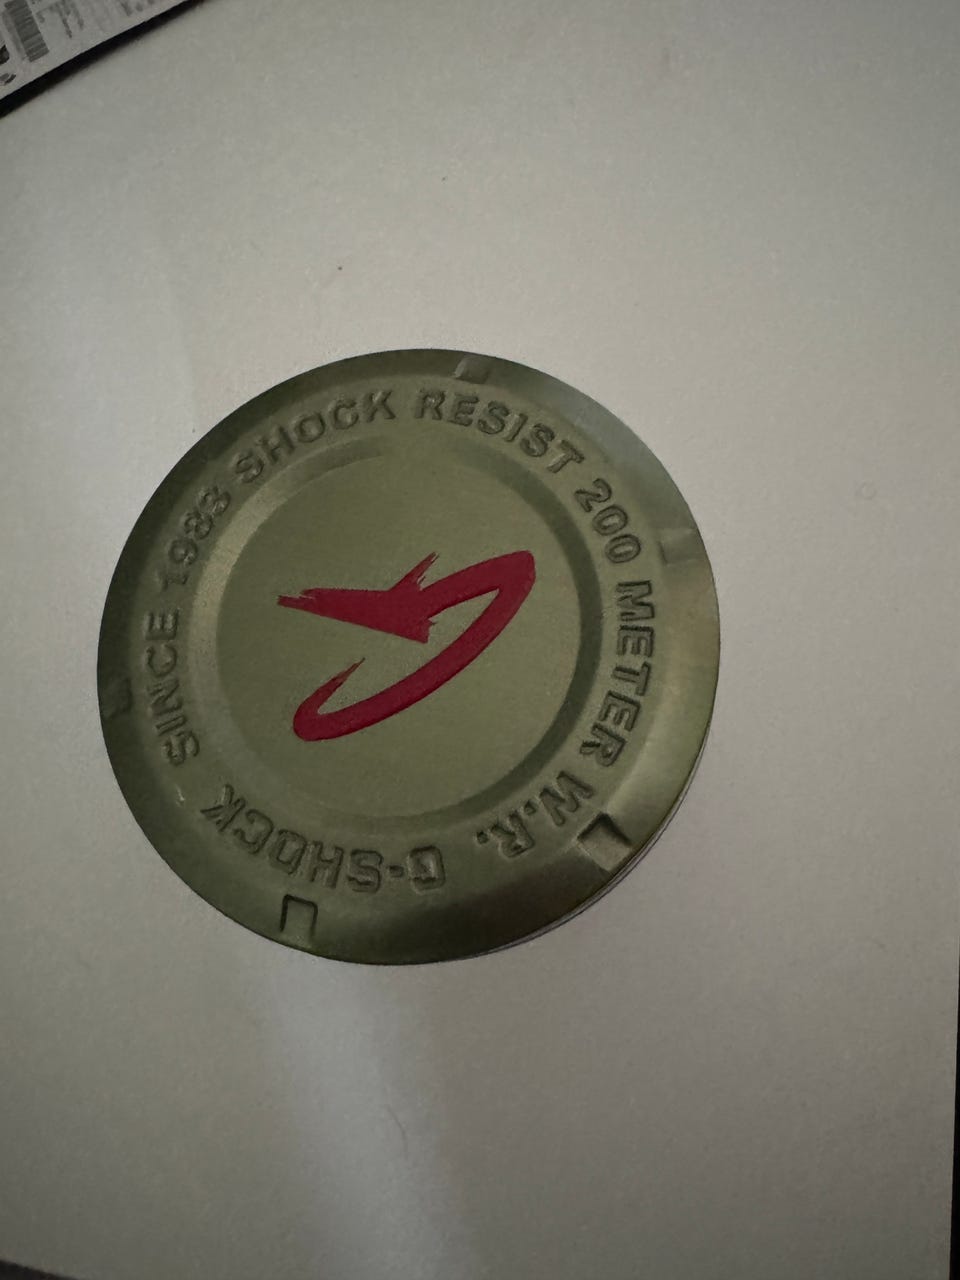 SINCE 1983 SHOCK RESIST 200 METER W.R.
G-SHOCK